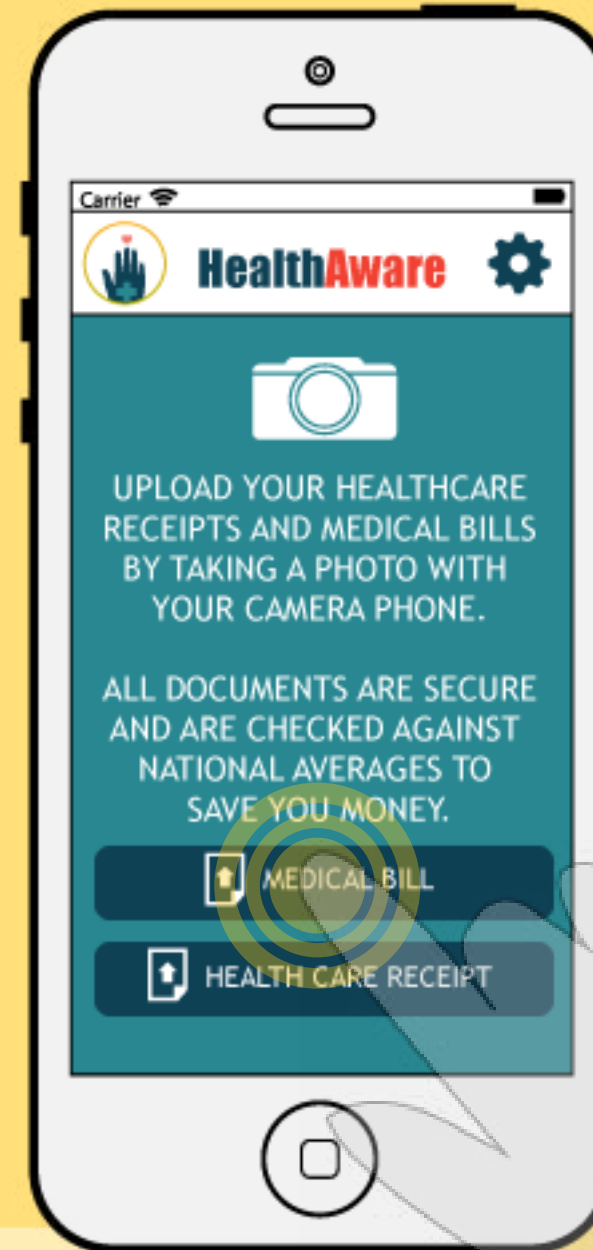 Carrier
HealthAware
UPLOAD YOUR HEALTHCARE
RECEIPTS AND MEDICAL BILLS
BY TAKING A PHOTO WITH
YOUR CAMERA PHONE.
ALL DOCUMENTS ARE SECURE
AND ARE CHECKED AGAINST
NATIONAL AVERAGES TO
SAVE YOU MONEY.
MEDICAL BILL
HEALTH CARE RECEIPT